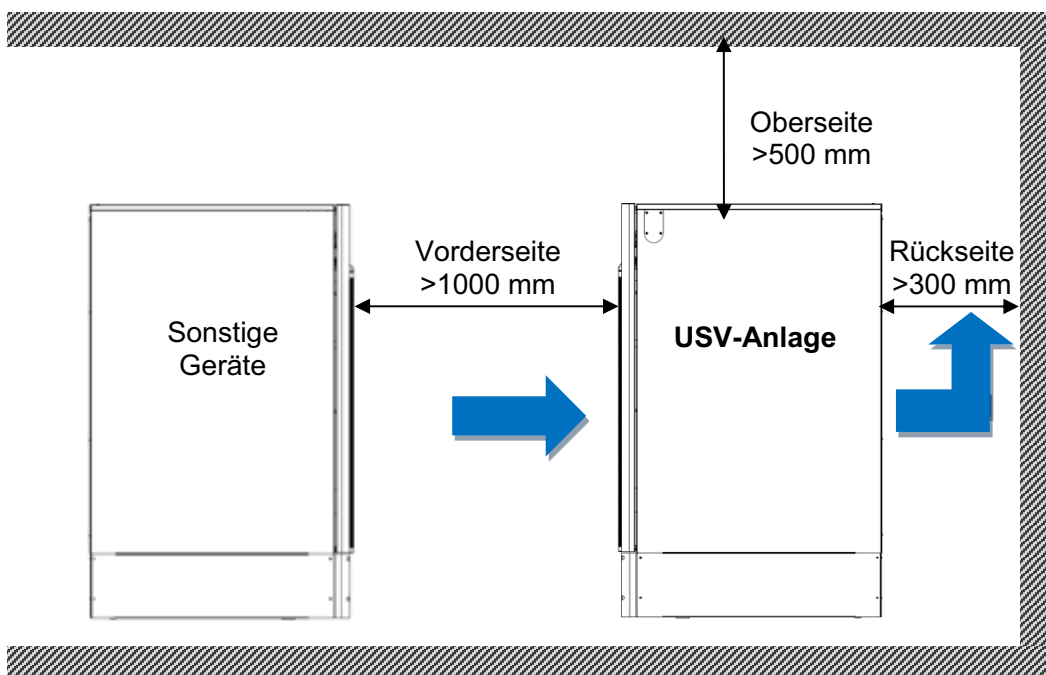 Oberseite
>500 mm
Vorderseite
>1000 mm
Rückseite
>300 mm
Sonstige
Geräte
USV-Anlage